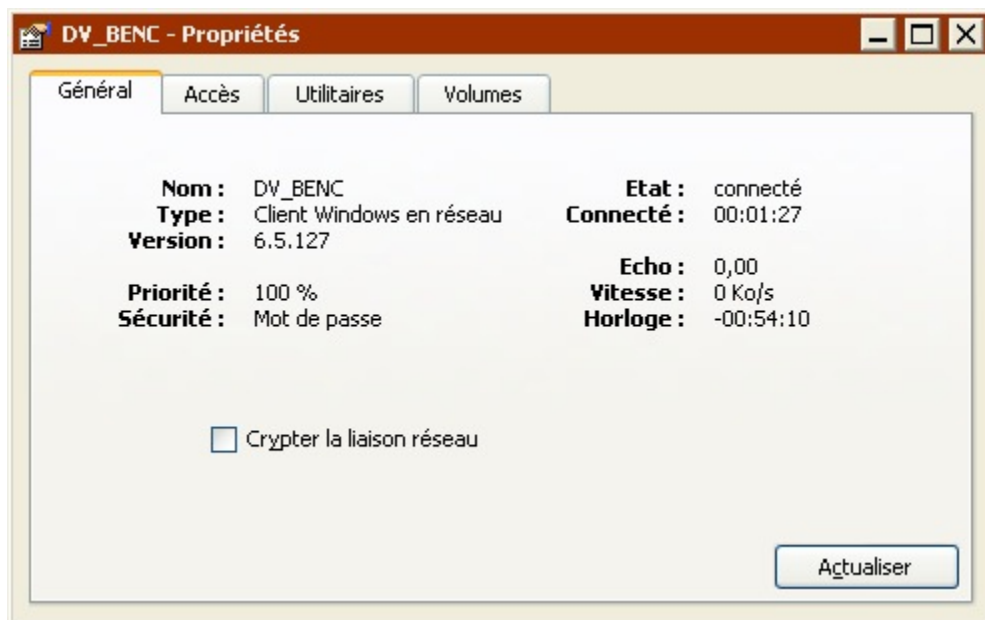 DV_BENC - Propriétés
Général Accès Utilitaires Volumes
Nom : DV_BENC
Type : Client Windows en réseau
Version : 6.5.127
Priorité : 100 %
Sécurité : Mot de passe
Etat : connecté
Connecté : 00:01:27
Echo : 0,00
Vitesse : 0 Ko/s
Horloge : -00:54:10
Crypter la liaison réseau
Actualiser